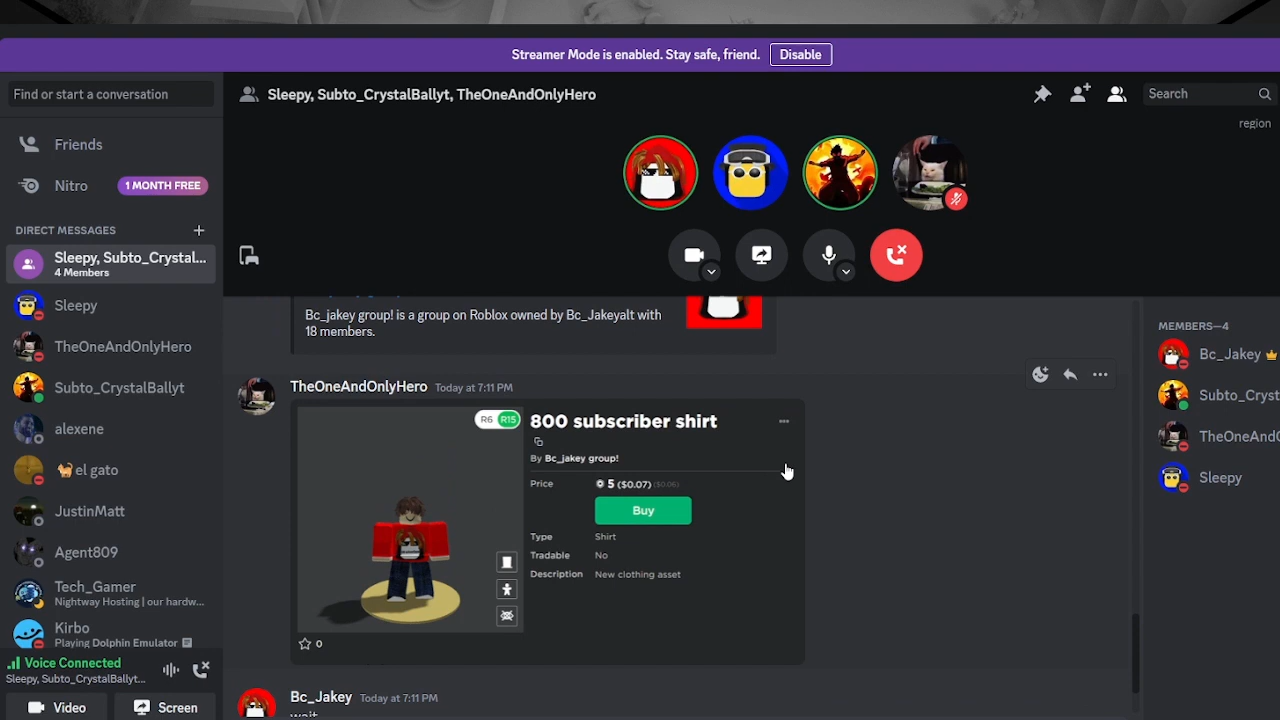 Streamer Mode is enabled. Stay safe, friend. Disable
Find or start a conversation
Sleepy, Subto_CrystalBallyt, TheOneAndOnlyHero
Search
region
Friends
Nitro
1 MONTH FREE
DIRECT MESSAGES
Sleepy, Subto_Crystal...
4 Members
Sleepy
TheOneAndOnlyHero
Subto_CrystalBallyt
alexene
el gato
JustinMatt
Agent809
Tech_Gamer
Nightway Hosting | our hardw...
Kirbo
Playing Dolphin Emulator
Voice Connected
Sleepy, Subto_CrystalBallyt...
Video
Screen
Bc_jakey group! is a group on Roblox owned by Bc_Jakeyalt with
18 members.
TheOneAndOnlyHero Today at 7:11 PM
R6 R15
800 subscriber shirt
By Bc_jakey group!
Price 5 ($0.07) ($0.06)
Buy
Type Shirt
Tradable No
Description New clothing asset
0
Bc_Jakey Today at 7:11 PM
wait
MEMBERS—4
Bc_Jakey
Subto_Cryst
TheOneAndO
Sleepy